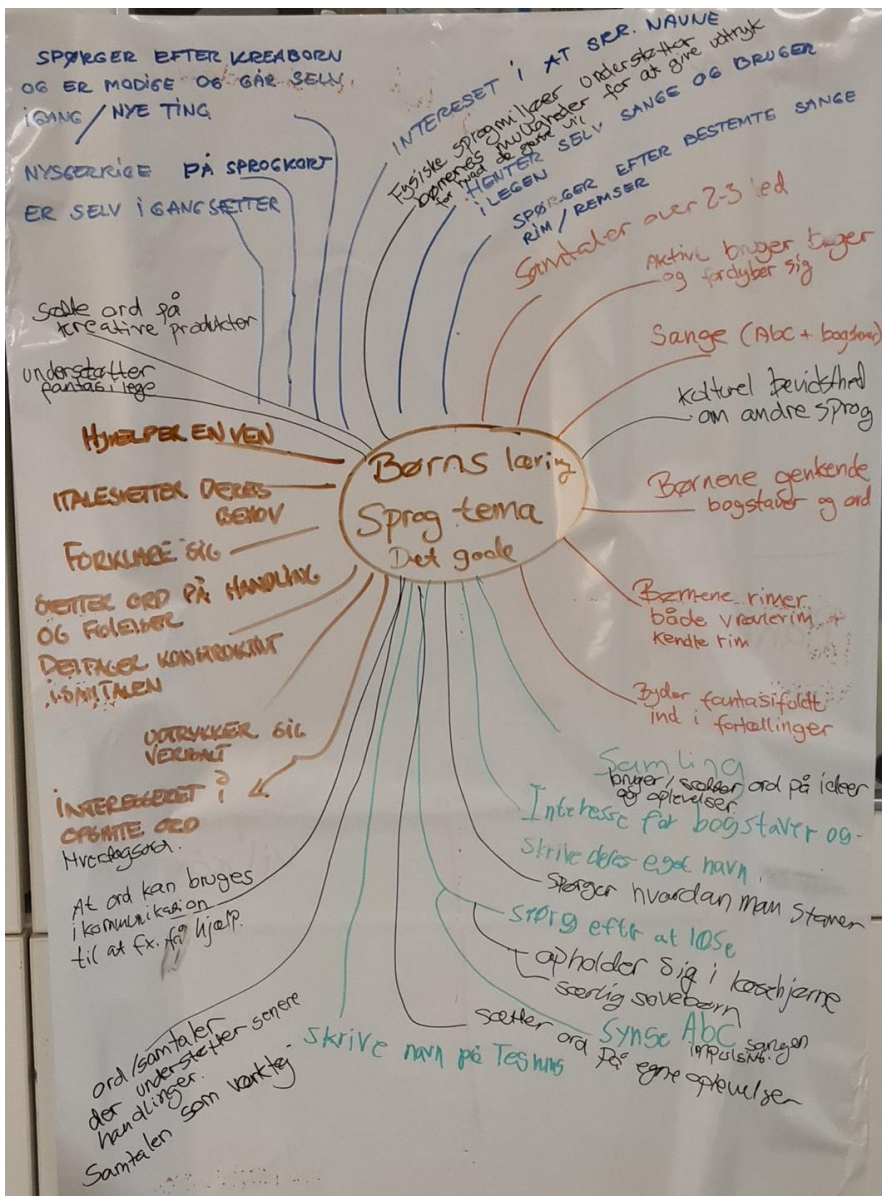 SPØRGER EFTER KREABORN
OG ER MODIGE OG GÅR SELV
IGANG / NYE TING
NYSGERRIGE PÅ SPROGKORT
ER SELV IGANGSÆTTER
Sætte ord på
kreative produkter
understøtter
fantasi lege
HJÆLPER EN VEN
ITALESÆTTER DERES
BEHOV
FORKLARE SIG
SÆTTER ORD PÅ HANDLING
OG FØLELSER
DELTAGER KONSTRUKTIVT
I SAMTALEN
UDTRYKKER SIG
VERBALT
INTERESSERET I
OPGMTE ORD
Hverdagsord.
At ord kan bruges
i kommunikation
til at fx. få hjælp.
ord/samtaler
der understøtter senere
handlinger.
Samtalen som værktøj
INTERESET I AT SKR. NAVNE
Fysiske sprogmiljøer understøtter
børnenes muligheder for at give udtryk
for hvad de gerne vil
HENTER SELV SANGE OG BRUGER
I LEGEN
SPØRGER EFTER BESTEMTE SANGE
RIM / REMSER
Samtaler over 2-3 led
Aktivt bruger bøger
og fordyber sig
Sange (Abc + bogstaver)
Kulturel bevidsthed
om andre sprog
Børnene genkende
bogstaver og ord
Børnene rimer
både vrøvlerim +
kendte rim
Byder fantasifuldt
ind i fortællinger
Børns læring
Sprog tema
Det gode
Samling
bruger/sætter ord på ideer
og oplevelser
Interesse for bogstaver og
skrive deres eget navn.
spørger hvordan man staver
spørg efter at læse
opholder sig i læsehjørne
særlig sovebørn
Synge Abc sangen
sætter ord på egne oplevelser
skrive navn på Tegning